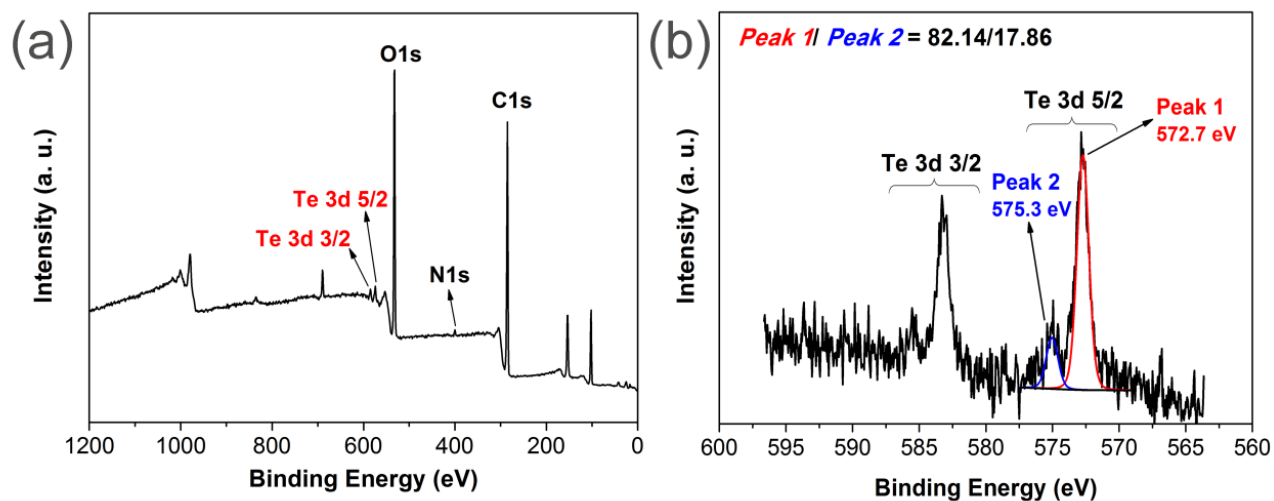 (a)
O1s
C1s
Te 3d 5/2
Te 3d 3/2
N1s
Intensity (a. u.)
1200 1000 800 600 400 200 0
Binding Energy (eV)
(b)
Peak 1/ Peak 2 = 82.14/17.86
Te 3d 5/2
Peak 1
572.7 eV
Te 3d 3/2
Peak 2
575.3 eV
Intensity (a. u.)
600 595 590 585 580 575 570 565 560
Binding Energy (eV)